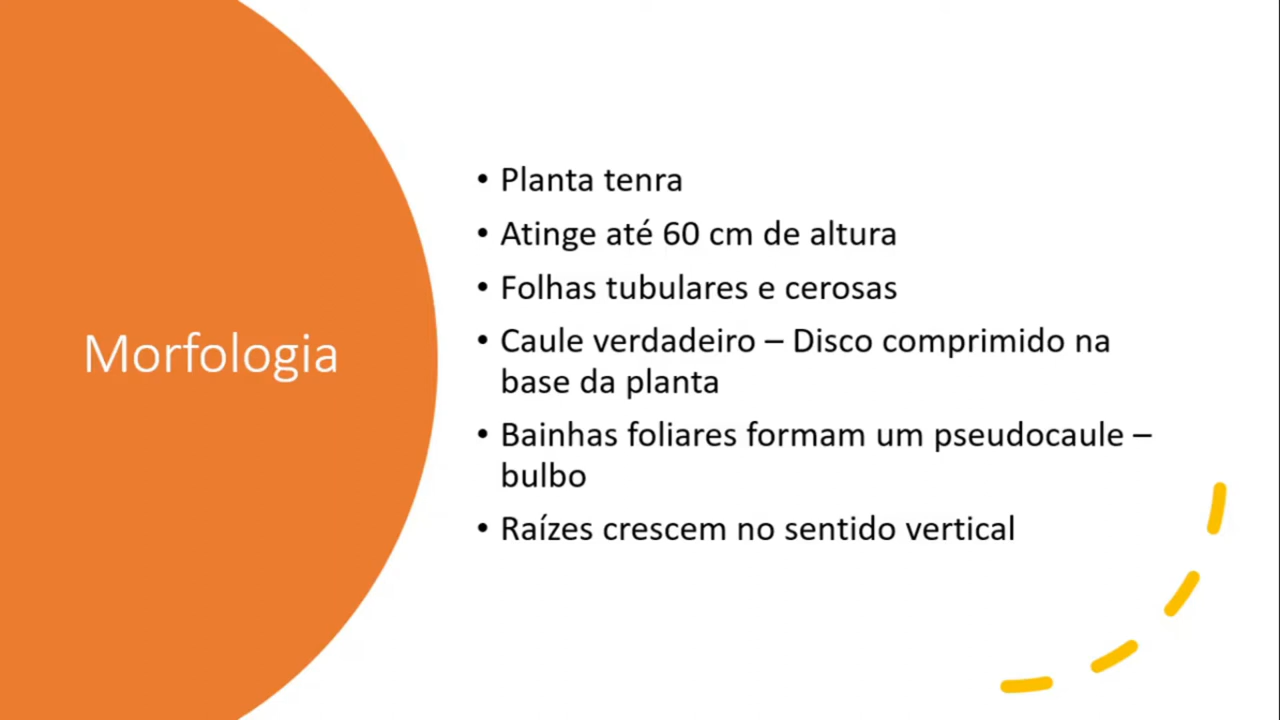 Morfologia
• Planta tenra
• Atinge até 60 cm de altura
• Folhas tubulares e cerosas
• Caule verdadeiro – Disco comprimido na
base da planta
• Bainhas foliares formam um pseudocaule –
bulbo
• Raízes crescem no sentido vertical